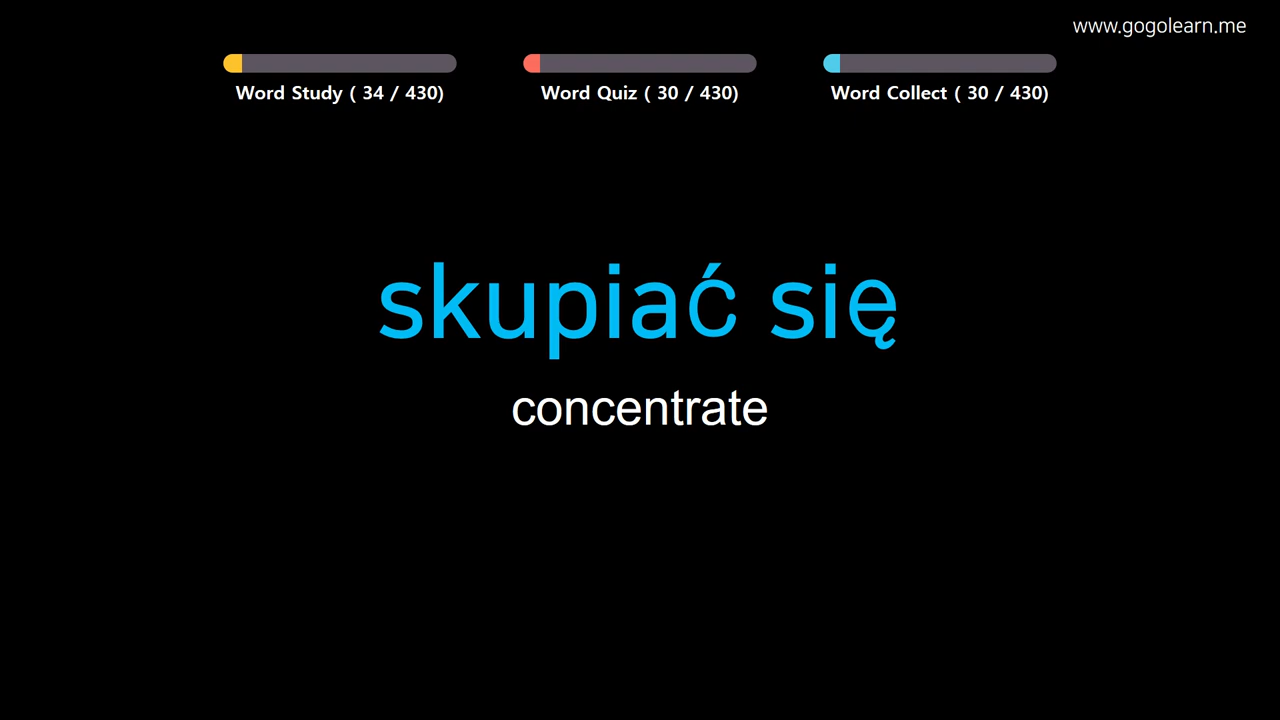 www.gogolearn.me
Word Study ( 34 / 430)
Word Quiz ( 30 / 430)
Word Collect ( 30 / 430)
skupiać się
concentrate